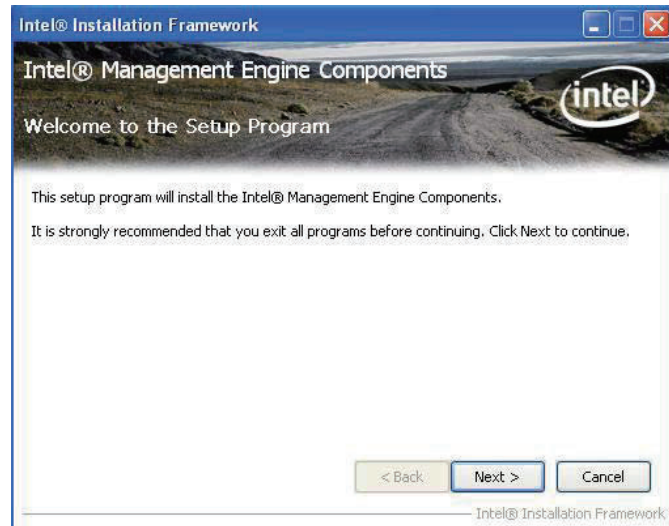 Intel® Installation Framework
Intel® Management Engine Components
intel
Welcome to the Setup Program
This setup program will install the Intel® Management Engine Components.
It is strongly recommended that you exit all programs before continuing. Click Next to continue.
< Back
Next >
Cancel
Intel® Installation Framework